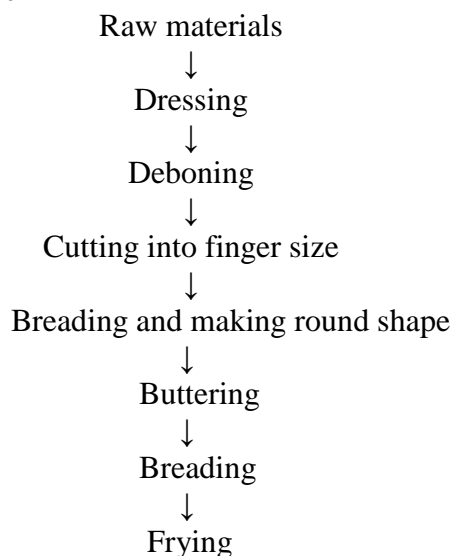 Raw materials
↓
Dressing
↓
Deboning
↓
Cutting into finger size
↓
Breading and making round shape
↓
Buttering
↓
Breading
↓
Frying